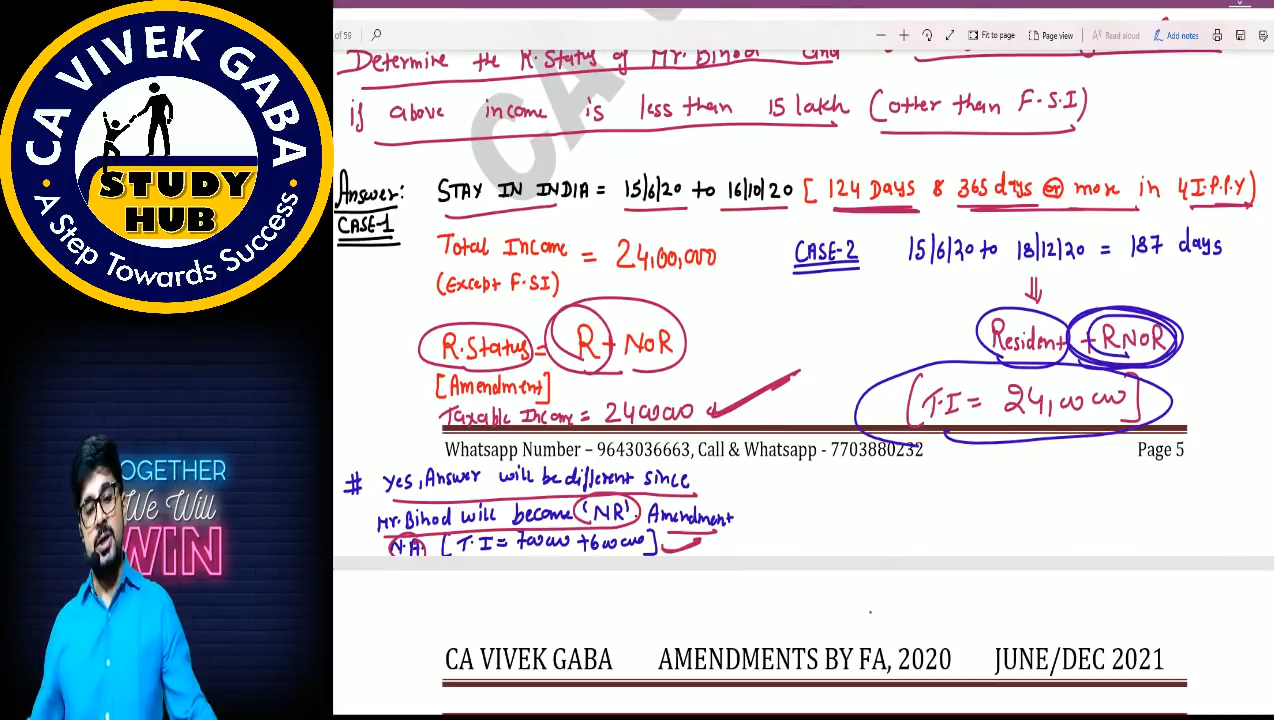 CA VIVEK GABA
STUDY
HUB
A Step Towards Success
of 59
Fit to page
Page view
Read aloud
Add notes
Determine the R.Status of Mr. Bihod and
if above income is less than 15 lakh (otter than F.S.I)
Answer:
CASE-1
STAY IN INDIA = 15/6/20 to 16/10/20 [124 Days & 365 days or more in 4 I.P.P.Y)
Total Income = 24,00,000
(Except F.SI)
CASE-2 15/6/20 to 18/12/20 = 187 days
⇓
R.Status = R + NOR
Resident + RNOR
[Amendment]
[T.I = 24,00,000]
Taxable Income = 2400000
Whatsapp Number – 9643036663, Call & Whatsapp - 7703880232 Page 5
# Yes, Answer will be different since
Mr. Bihod will become 'NR'. Amendment
N.A. [T.I = 700000 + 600000]
TOGETHER
We Will
WIN
CA VIVEK GABA AMENDMENTS BY FA, 2020 JUNE/DEC 2021